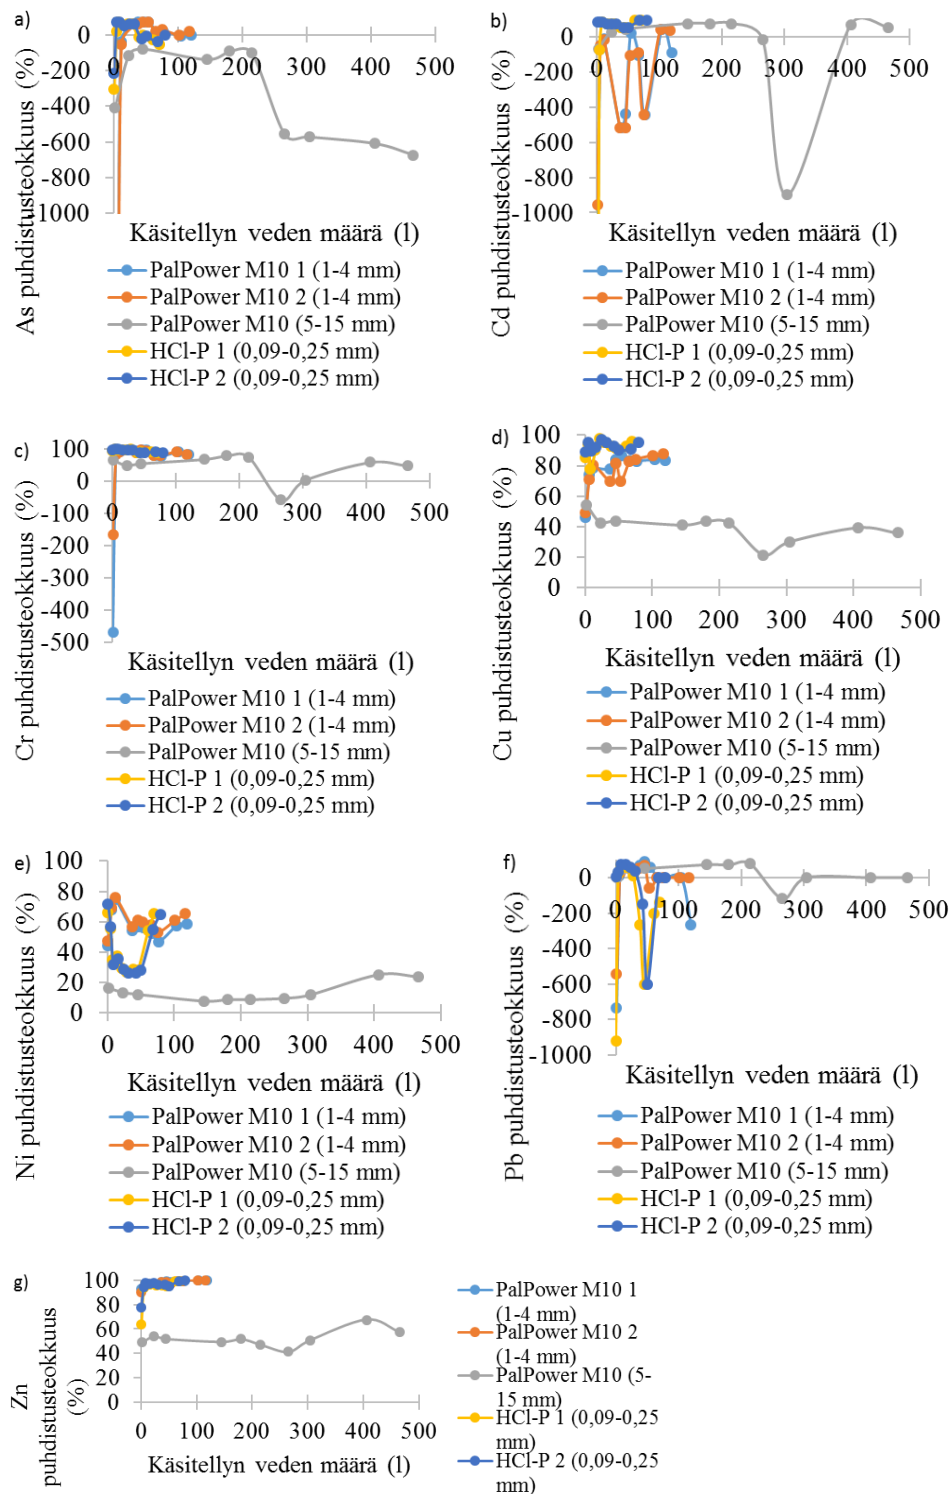 a)
As puhdistusteokkuus (%)
200
0
-200
-400
-600
-800
-1000
0 100 200 300 400 500
Käsitellyn veden määrä (l)
PalPower M10 1 (1-4 mm)
PalPower M10 2 (1-4 mm)
PalPower M10 (5-15 mm)
HCl-P 1 (0,09-0,25 mm)
HCl-P 2 (0,09-0,25 mm)
b)
Cd puhdistusteokkuus (%)
0
-200
-400
-600
-800
-1000
0 100 200 300 400 500
Käsitellyn veden määrä (l)
PalPower M10 1 (1-4 mm)
PalPower M10 2 (1-4 mm)
PalPower M10 (5-15 mm)
HCl-P 1 (0,09-0,25 mm)
HCl-P 2 (0,09-0,25 mm)
c)
Cr puhdistusteokkuus (%)
100
0
-100
-200
-300
-400
-500
0 100 200 300 400 500
Käsitellyn veden määrä (l)
PalPower M10 1 (1-4 mm)
PalPower M10 2 (1-4 mm)
PalPower M10 (5-15 mm)
HCl-P 1 (0,09-0,25 mm)
HCl-P 2 (0,09-0,25 mm)
d)
Cu puhdistusteokkuus (%)
100
80
60
40
20
0
0 100 200 300 400 500
Käsitellyn veden määrä (l)
PalPower M10 1 (1-4 mm)
PalPower M10 2 (1-4 mm)
PalPower M10 (5-15 mm)
HCl-P 1 (0,09-0,25 mm)
HCl-P 2 (0,09-0,25 mm)
e)
Ni puhdistusteokkuus (%)
100
80
60
40
20
0
0 100 200 300 400 500
Käsitellyn veden määrä (l)
PalPower M10 1 (1-4 mm)
PalPower M10 2 (1-4 mm)
PalPower M10 (5-15 mm)
HCl-P 1 (0,09-0,25 mm)
HCl-P 2 (0,09-0,25 mm)
f)
Pb puhdistusteokkuus (%)
0
-200
-400
-600
-800
-1000
0 100 200 300 400 500
Käsitellyn veden määrä (l)
PalPower M10 1 (1-4 mm)
PalPower M10 2 (1-4 mm)
PalPower M10 (5-15 mm)
HCl-P 1 (0,09-0,25 mm)
HCl-P 2 (0,09-0,25 mm)
g)
Zn
puhdistusteokkuus
(%)
100
80
60
40
20
0
0 100 200 300 400 500
Käsitellyn veden määrä (l)
PalPower M10 1
(1-4 mm)
PalPower M10 2
(1-4 mm)
PalPower M10 (5-
15 mm)
HCl-P 1 (0,09-0,25
mm)
HCl-P 2 (0,09-0,25
mm)